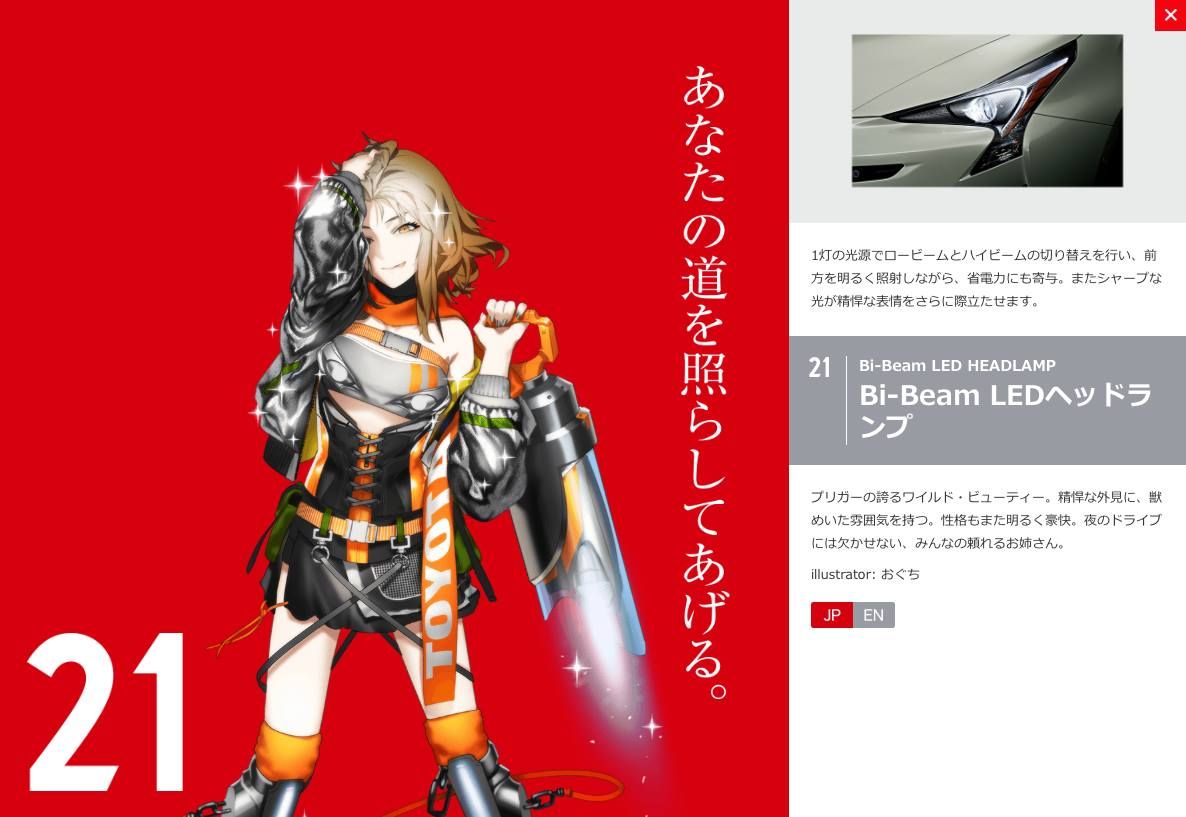 あなたの道を照らしてあげる。
TOYOTA
21
1灯の光源でロービームとハイビームの切り替えを行い、前
方を明るく照射しながら、省電力にも寄与。またシャープな
光が精悍な表情をさらに際立たせます。
21
Bi-Beam LED HEADLAMP
Bi-Beam LEDヘッドラ
ンプ
プリガーの誇るワイルド・ビューティー。精悍な外見に、獣
めいた雰囲気を持つ。性格もまた明るく豪快。夜のドライブ
には欠かせない、みんなの頼れるお姉さん。
illustrator: おぐち
JP EN